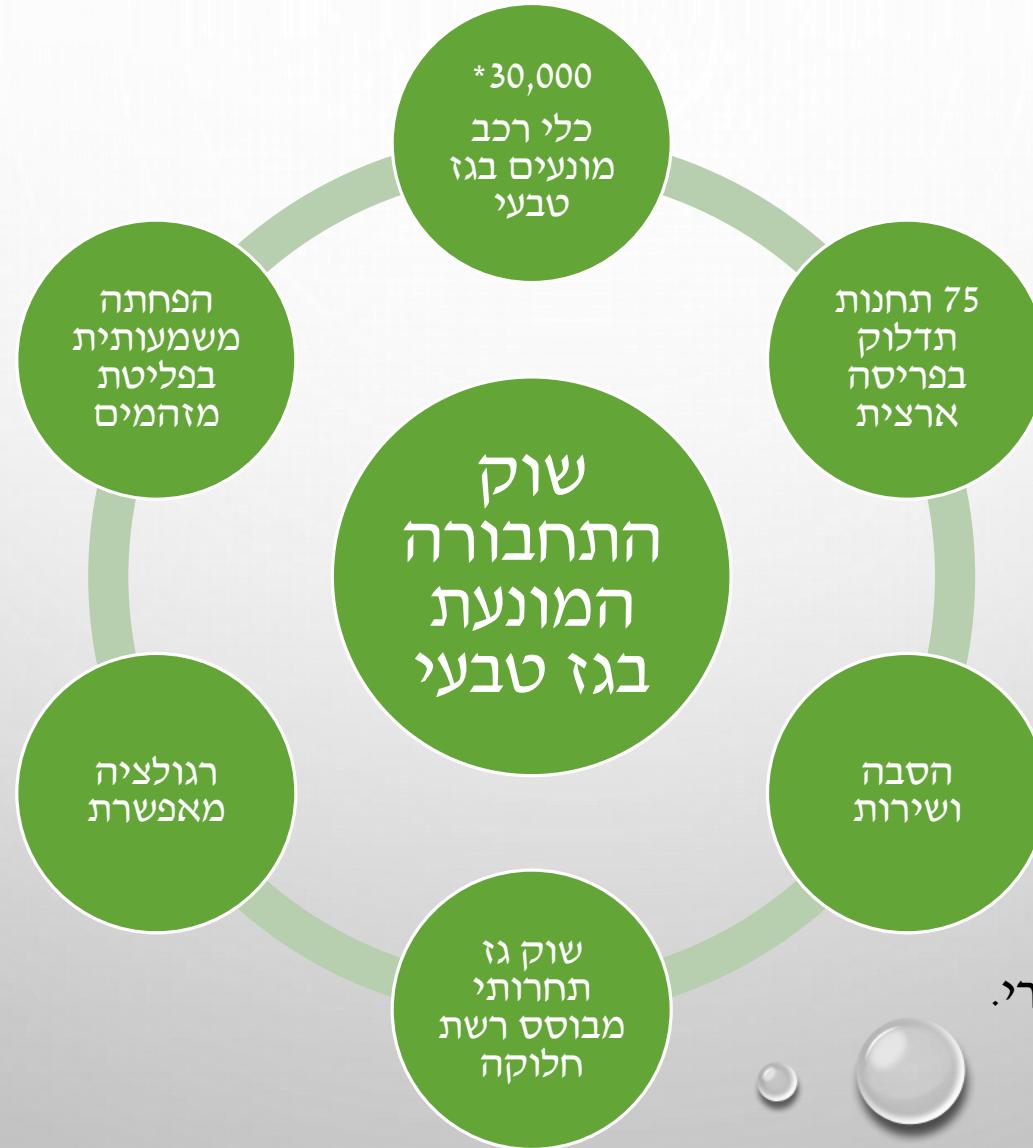 *30,000
כלי רכב
מונעים בגז
טבעי
75 תחנות
תדלוק
בפריסה
ארצית
הסבה
ושירות
שוק גז
תחרותי
מבוסס רשת
חלוקה
רגולציה
מאפשרת
הפחתה
משמעותית
בפליטת
מזהמים
שוק
התחבורה
המונעת
בגז טבעי